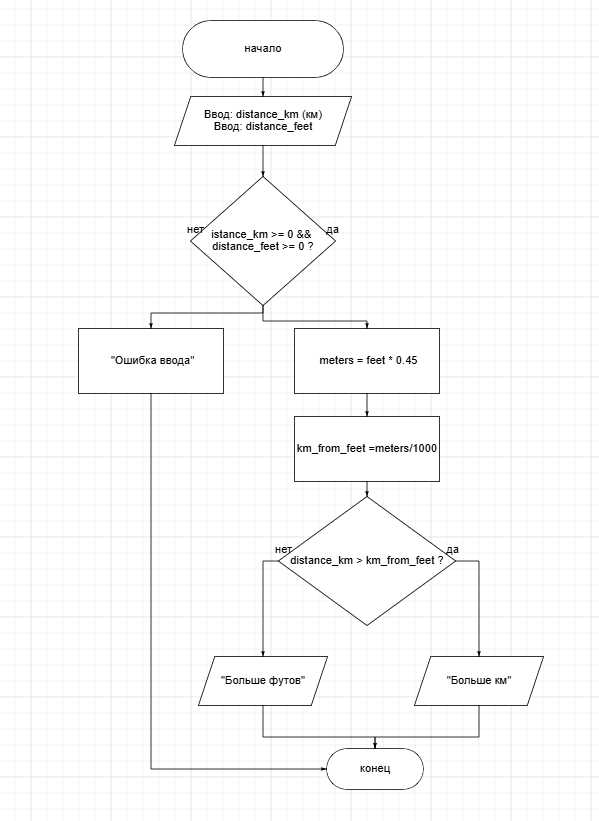 начало
Ввод: distance_km (км)
Ввод: distance_feet
нет
да
istance_km >= 0 &&
distance_feet >= 0 ?
"Ошибка ввода"
meters = feet * 0.45
km_from_feet =meters/1000
нет
да
distance_km > km_from_feet ?
"Больше футов"
"Больше км"
конец